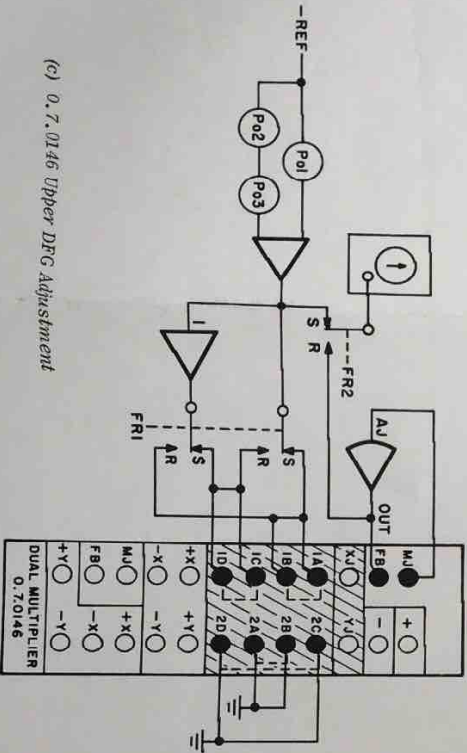 AJ
OUT
MJ +
FB -
XJ YJ
S
R
FR2
-REF
Po1
Po2 Po3
S
R
1A 2C
1B 2B
1C 2A
1D 2D
I
S
R
FR1
+X +Y
-X -Y
MJ +X
FB -X
+Y -Y
DUAL MULTIPLIER
0.7.0146
(c) 0.7.0146 Upper DFG Adjustment